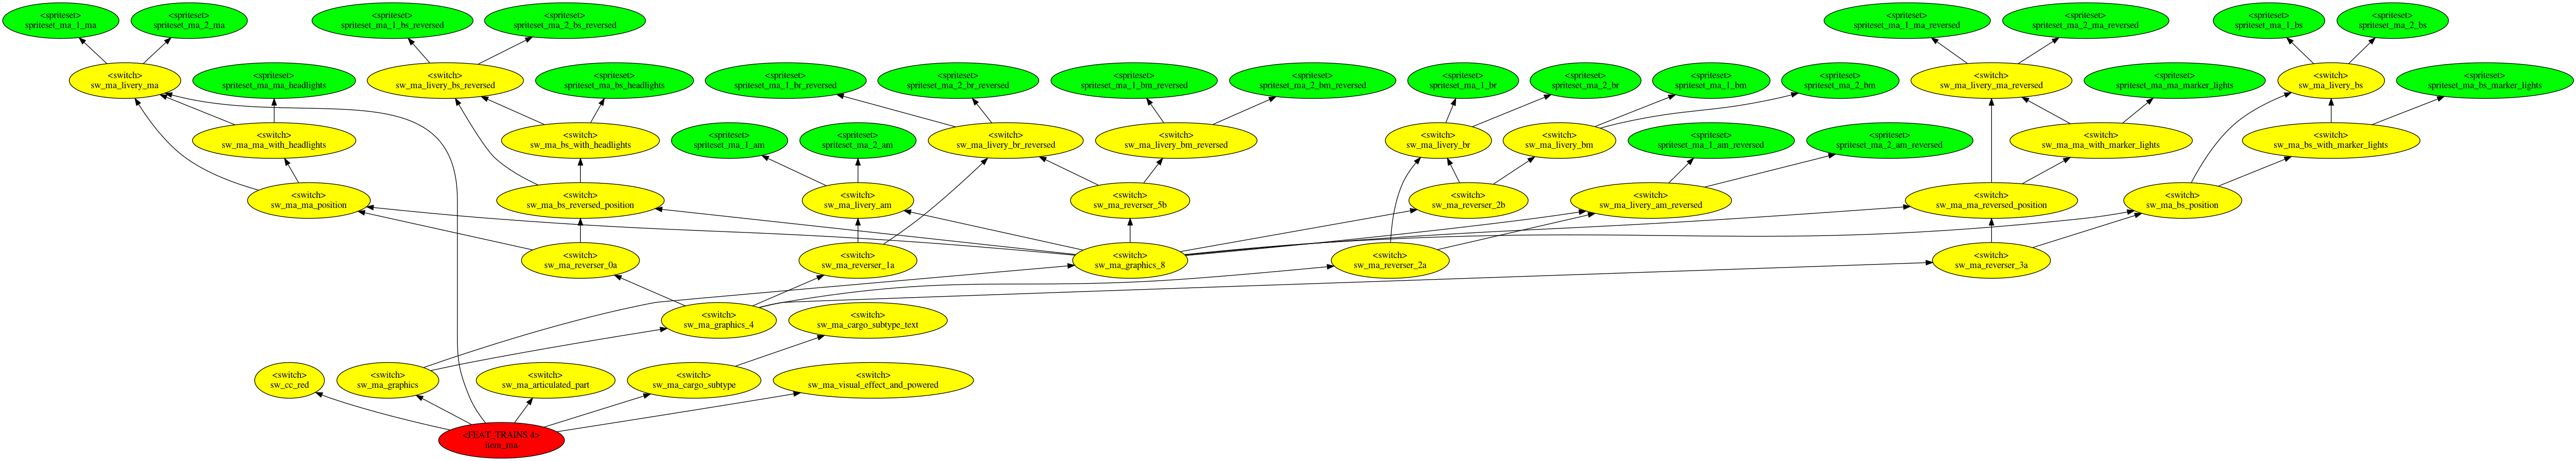 <spriteset>
spriteset_ma_1_ma
<spriteset>
spriteset_ma_2_ma
<spriteset>
spriteset_ma_1_bs_reversed
<spriteset>
spriteset_ma_2_bs_reversed
<spriteset>
spriteset_ma_1_ma_reversed
<spriteset>
spriteset_ma_2_ma_reversed
<spriteset>
spriteset_ma_1_bs
<spriteset>
spriteset_ma_2_bs
<switch>
sw_ma_livery_ma
<spriteset>
spriteset_ma_ma_headlights
<switch>
sw_ma_livery_bs_reversed
<spriteset>
spriteset_ma_bs_headlights
<spriteset>
spriteset_ma_1_br_reversed
<spriteset>
spriteset_ma_2_br_reversed
<spriteset>
spriteset_ma_1_bm_reversed
<spriteset>
spriteset_ma_2_bm_reversed
<spriteset>
spriteset_ma_1_br
<spriteset>
spriteset_ma_2_br
<spriteset>
spriteset_ma_1_bm
<spriteset>
spriteset_ma_2_bm
<switch>
sw_ma_livery_ma_reversed
<spriteset>
spriteset_ma_ma_marker_lights
<switch>
sw_ma_livery_bs
<spriteset>
spriteset_ma_bs_marker_lights
<switch>
sw_ma_ma_with_headlights
<switch>
sw_ma_bs_with_headlights
<spriteset>
spriteset_ma_1_am
<spriteset>
spriteset_ma_2_am
<switch>
sw_ma_livery_br_reversed
<switch>
sw_ma_livery_bm_reversed
<switch>
sw_ma_livery_br
<switch>
sw_ma_livery_bm
<spriteset>
spriteset_ma_1_am_reversed
<spriteset>
spriteset_ma_2_am_reversed
<switch>
sw_ma_ma_with_marker_lights
<switch>
sw_ma_bs_with_marker_lights
<switch>
sw_ma_ma_position
<switch>
sw_ma_bs_reversed_position
<switch>
sw_ma_livery_am
<switch>
sw_ma_reverser_5b
<switch>
sw_ma_reverser_2b
<switch>
sw_ma_livery_am_reversed
<switch>
sw_ma_ma_reversed_position
<switch>
sw_ma_bs_position
<switch>
sw_ma_reverser_0a
<switch>
sw_ma_reverser_1a
<switch>
sw_ma_graphics_8
<switch>
sw_ma_reverser_2a
<switch>
sw_ma_reverser_3a
<switch>
sw_ma_graphics_4
<switch>
sw_ma_cargo_subtype_text
<switch>
sw_cc_red
<switch>
sw_ma_graphics
<switch>
sw_ma_articulated_part
<switch>
sw_ma_cargo_subtype
<switch>
sw_ma_visual_effect_and_powered
<FEAT_TRAINS 4>
item_ma